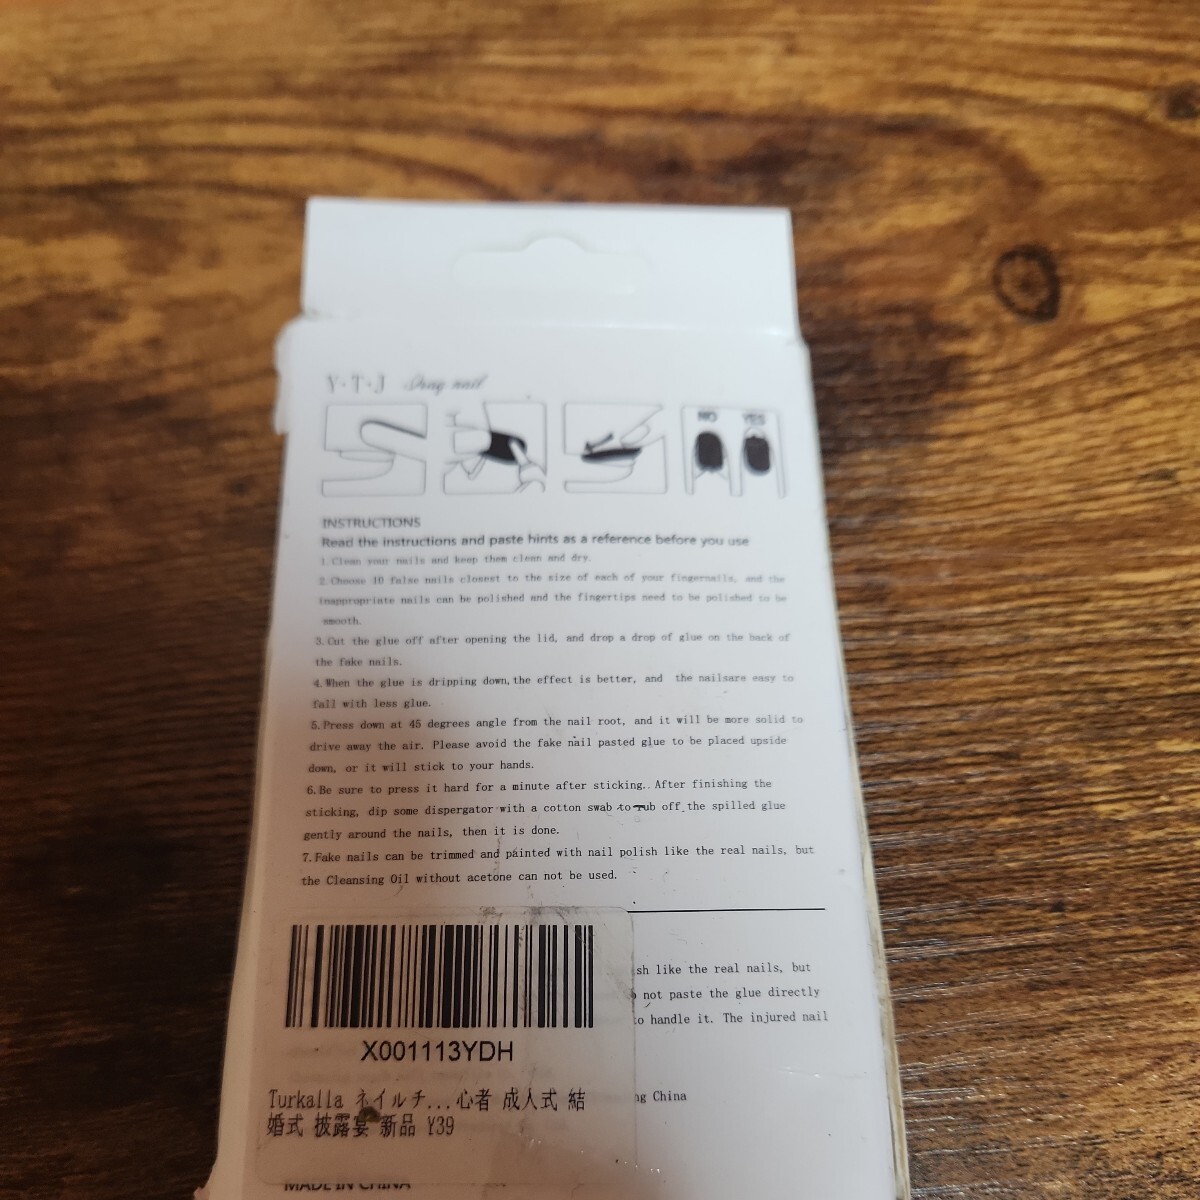 Y·T·J Drag nail
NO YES
INSTRUCTIONS
Read the instructions and paste hints as a reference before you use
1.Clean your nails and keep them clean and dry.
2.Choose 10 false nails closest to the size of each of your fingernails, and the
inappropriate nails can be polished and the fingertips need to be polished to be
smooth.
3.Cut the glue off after opening the lid, and drop a drop of glue on the back of
the fake nails.
4.When the glue is dripping down,the effect is better, and the nailsare easy to
fall with less glue.
5.Press down at 45 degrees angle from the nail root, and it will be more solid to
drive away the air. Please avoid the fake nail pasted glue to be placed upside
down, or it will stick to your hands.
6.Be sure to press it hard for a minute after sticking..After finishing the
sticking, dip some dispergator with a cotton swab to rub off the spilled glue
gently around the nails, then it is done.
7.Fake nails can be trimmed and painted with nail polish like the real nails, but
the Cleansing Oil without acetone can not be used.
sh like the real nails, but
not paste the glue directly
to handle it. The injured nail
ng China
X001113YDH
Turkalla ネイルチ...心者 成人式 結
婚式 披露宴 新品 Y39
MADE IN CHINA